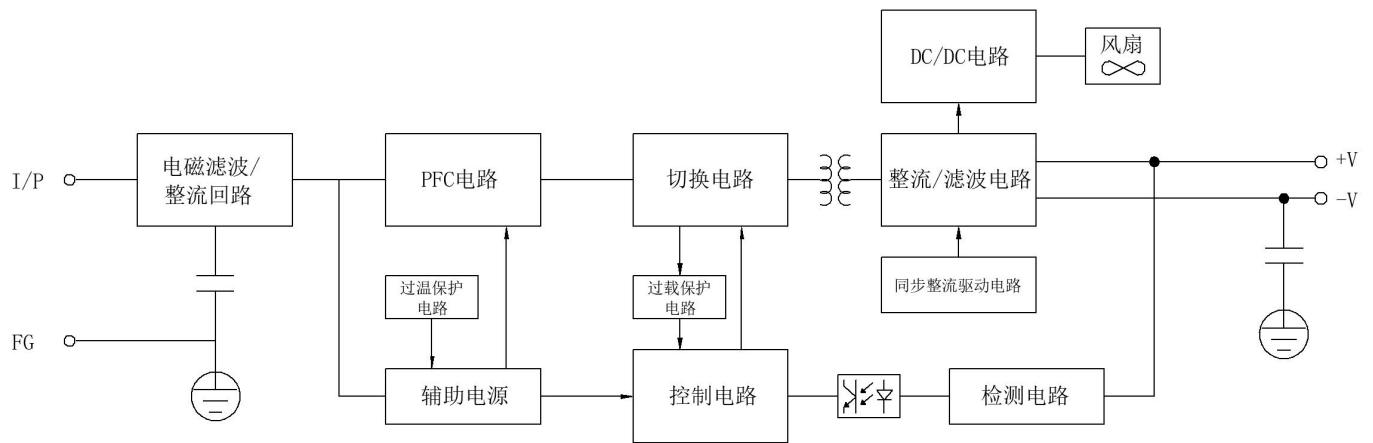 DC/DC电路
风扇
I/P
电磁滤波/
整流回路
PFC电路
切换电路
整流/滤波电路
+V
-V
过温保护
电路
过载保护
电路
同步整流驱动电路
FG
辅助电源
控制电路
检测电路